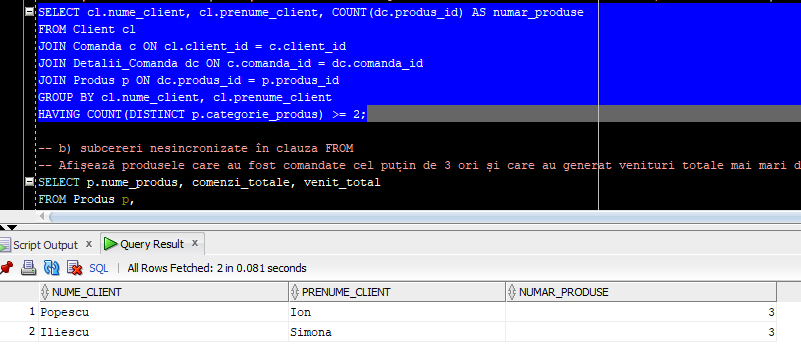 SELECT cl.nume_client, cl.prenume_client, COUNT(dc.produs_id) AS numar_produse
FROM Client cl
JOIN Comanda c ON cl.client_id = c.client_id
JOIN Detalii_Comanda dc ON c.comanda_id = dc.comanda_id
JOIN Produs p ON dc.produs_id = p.produs_id
GROUP BY cl.nume_client, cl.prenume_client
HAVING COUNT(DISTINCT p.categorie_produs) >= 2;
-- b) subcereri nesincronizate în clauza FROM
-- Afișează produsele care au fost comandate cel puțin de 3 ori și care au generat venituri totale mai mari d
SELECT p.nume_produs, comenzi_totale, venit_total
FROM Produs p,
Script Output x Query Result x
SQL | All Rows Fetched: 2 in 0.081 seconds
NUME_CLIENT PRENUME_CLIENT NUMAR_PRODUSE
1 Popescu Ion 3
2 Iliescu Simona 3